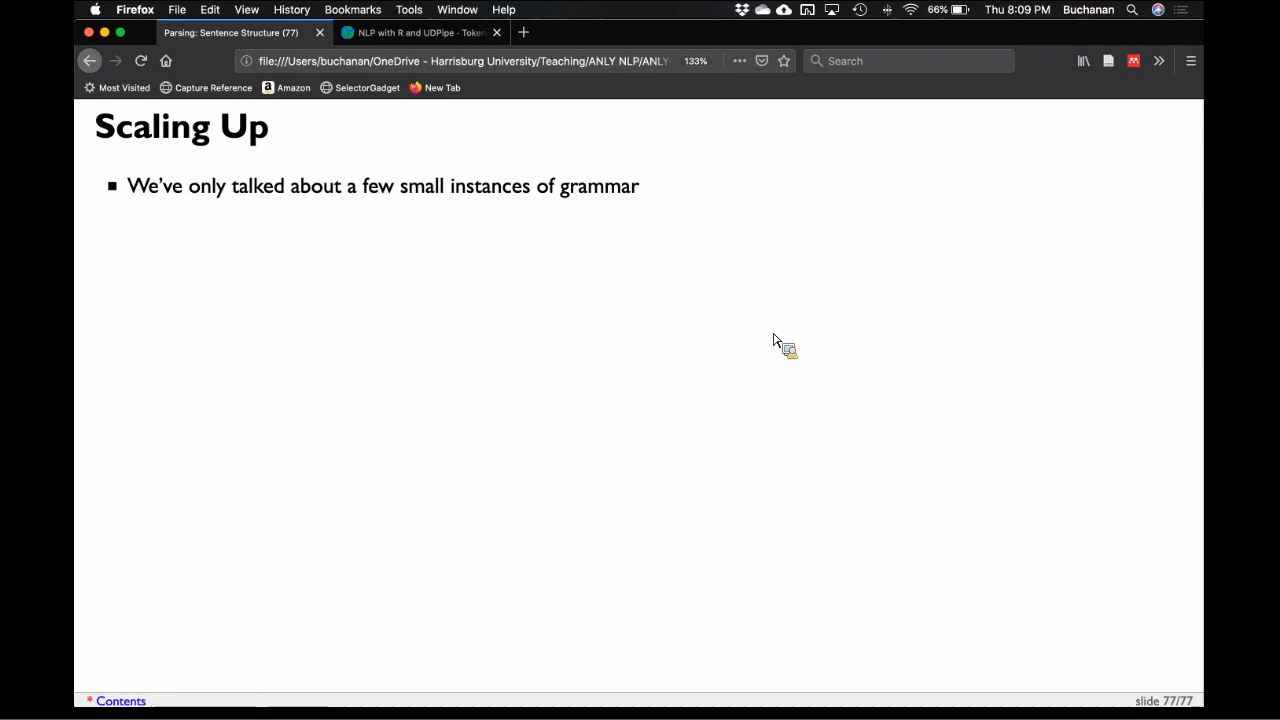 Firefox File Edit View History Bookmarks Tools Window Help 66% Thu 8:09 PM Buchanan
Parsing: Sentence Structure (77) NLP with R and UDPipe - Token
file:///Users/buchanan/OneDrive - Harrisburg University/Teaching/ANLY NLP/ANLY 133% Search
Most Visited Capture Reference Amazon SelectorGadget New Tab
Scaling Up
We’ve only talked about a few small instances of grammar
* Contents slide 77/77